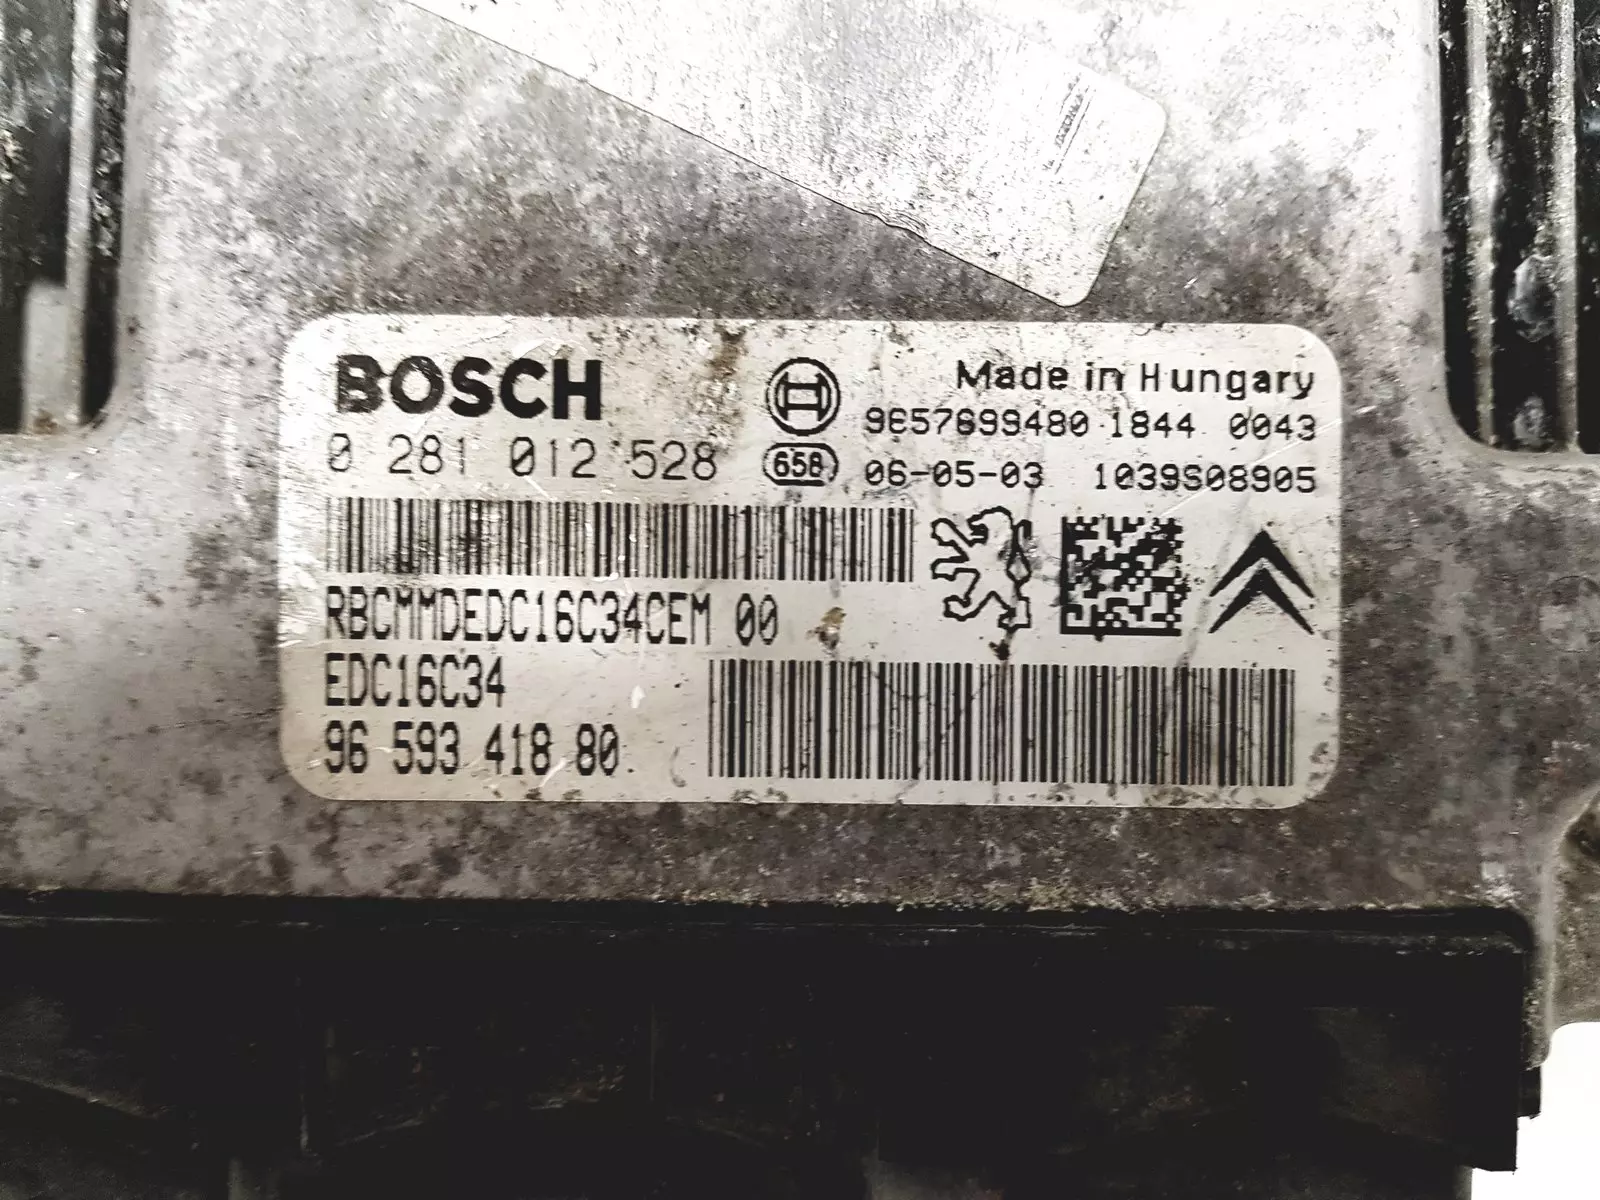 BOSCH
Made in Hungary
9657699480 1844 0043
0 281 012 528
658
06-05-03 1039S08905
RBCMMDEDC16C34CEM 00
EDC16C34
96 593 418 80